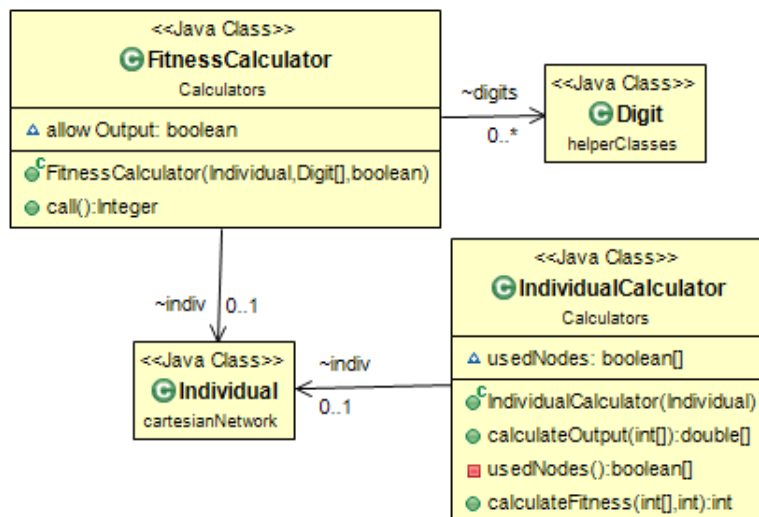 <<Java Class>>
FitnessCalculator
Calculators
allow Output: boolean
FitnessCalculator(Individual,Digit[],boolean)
call():Integer
~digits
0..*
<<Java Class>>
Digit
helperClasses
~indiv
0..1
<<Java Class>>
Individual
cartesianNetwork
~indiv
0..1
<<Java Class>>
IndividualCalculator
Calculators
usedNodes: boolean[]
IndividualCalculator(Individual)
calculateOutput(int[]):double[]
usedNodes():boolean[]
calculateFitness(int[],int):int